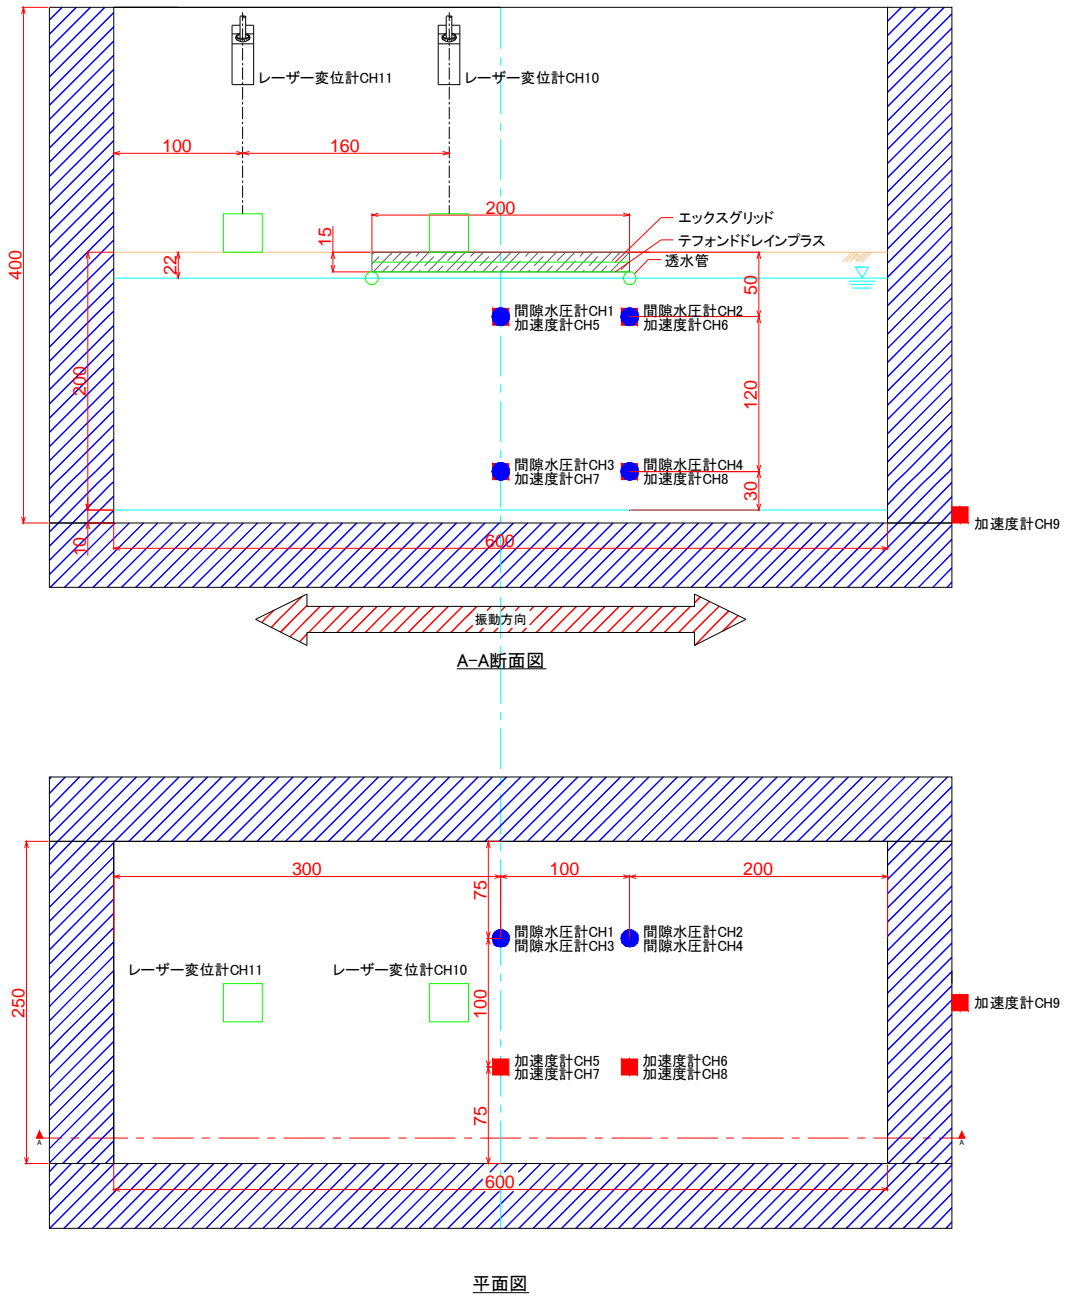 レーザー変位計CH11
レーザー変位計CH10
100
160
200
エックスグリッド
15
テフォンドドレインプラス
透水管
22
50
400
間隙水圧計CH1
加速度計CH5
間隙水圧計CH2
加速度計CH6
200
120
間隙水圧計CH3
加速度計CH7
間隙水圧計CH4
加速度計CH8
30
加速度計CH9
10
600
振動方向
A-A断面図
300
75
100
200
間隙水圧計CH1
間隙水圧計CH3
間隙水圧計CH2
間隙水圧計CH4
レーザー変位計CH11
レーザー変位計CH10
250
100
加速度計CH9
加速度計CH5
加速度計CH7
加速度計CH6
加速度計CH8
75
A
A
600
平面図